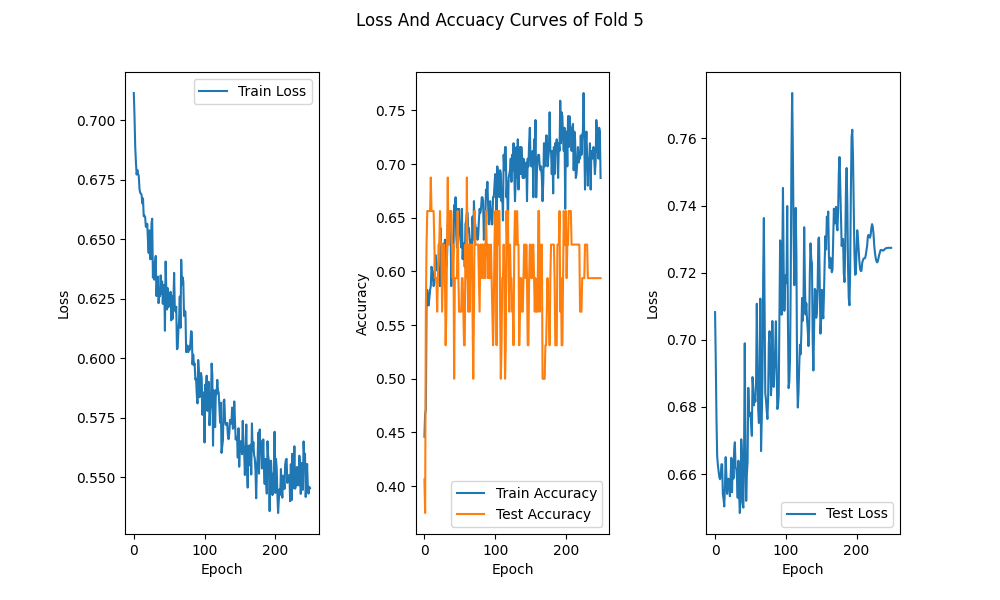 Loss And Accuacy Curves of Fold 5
Loss
0.700
0.675
0.650
0.625
0.600
0.575
0.550
0 100 200
Epoch
Train Loss
Accuracy
0.75
0.70
0.65
0.60
0.55
0.50
0.45
0.40
0 100 200
Epoch
Train Accuracy
Test Accuracy
Loss
0.76
0.74
0.72
0.70
0.68
0.66
0 100 200
Epoch
Test Loss